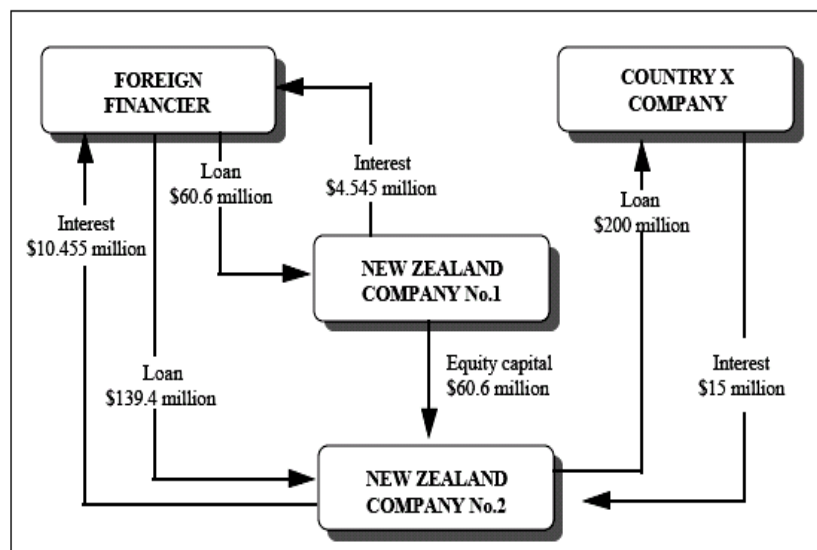 FOREIGN
FINANCIER
COUNTRY X
COMPANY
Loan
$60.6 million
Interest
$4.545 million
Interest
$10.455 million
Loan
$200 million
NEW ZEALAND
COMPANY No.1
Loan
$139.4 million
Equity capital
$60.6 million
Interest
$15 million
NEW ZEALAND
COMPANY No.2